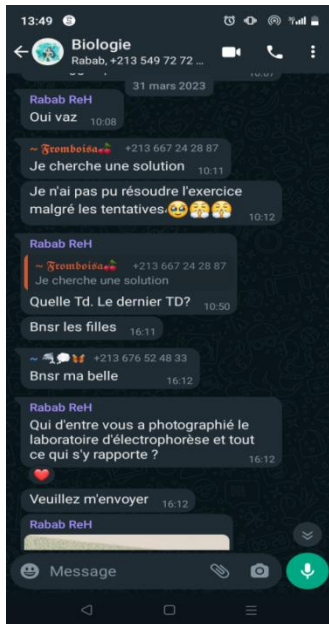 13:49
Biologie
Rabab, +213 549 72 72 ...
31 mars 2023
Rabab ReH
Oui vaz 10:08
~ Fromboisa +213 667 24 28 87
Je cherche une solution 10:11
Je n'ai pas pu résoudre l'exercice
malgré les tentatives. 🥹😤😤 10:12
Rabab ReH
~ Fromboisa +213 667 24 28 87
Je cherche une solution
Quelle Td. Le dernier TD? 10:50
Bnsr les filles 16:11
~ 🦋 +213 676 52 48 33
Bnsr ma belle 16:12
Rabab ReH
Qui d'entre vous a photographié le
laboratoire d'électrophorèse et tout
ce qui s'y rapporte ? 16:12
❤️
Veuillez m'envoyer 16:12
Rabab ReH
Message